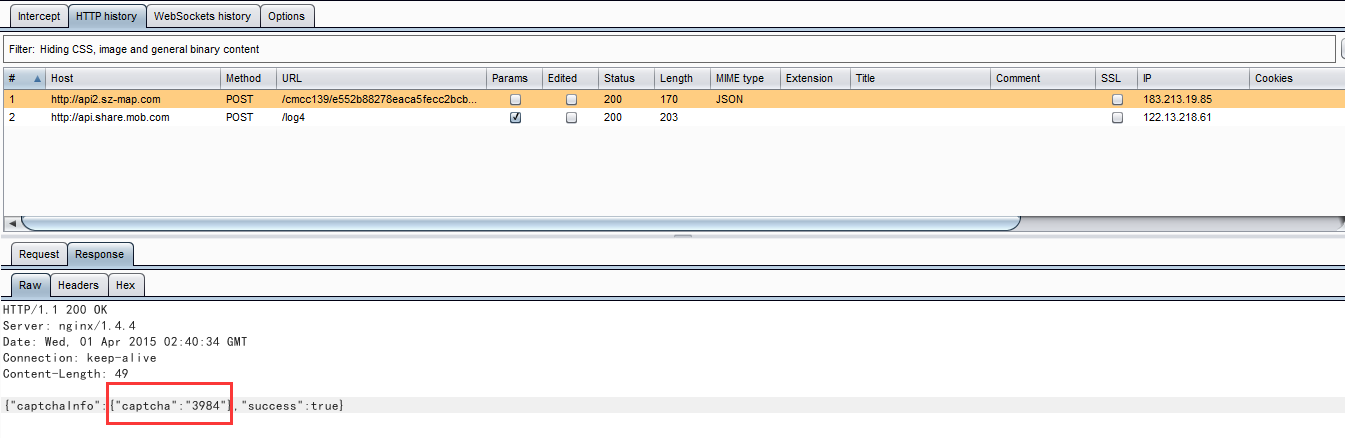 Intercept HTTP history WebSockets history Options
Filter: Hiding CSS, image and general binary content
# Host Method URL Params Edited Status Length MIME type Extension Title Comment SSL IP Cookies
1 http://api2.sz-map.com POST /cmcc139/e552b88278eaca5fecc2bcb... 200 170 JSON 183.213.19.85
2 http://api.share.mob.com POST /log4 200 203 122.13.218.61
Request Response
Raw Headers Hex
HTTP/1.1 200 OK
Server: nginx/1.4.4
Date: Wed, 01 Apr 2015 02:40:34 GMT
Connection: keep-alive
Content-Length: 49
{"captchaInfo":{"captcha":"3984"},"success":true}